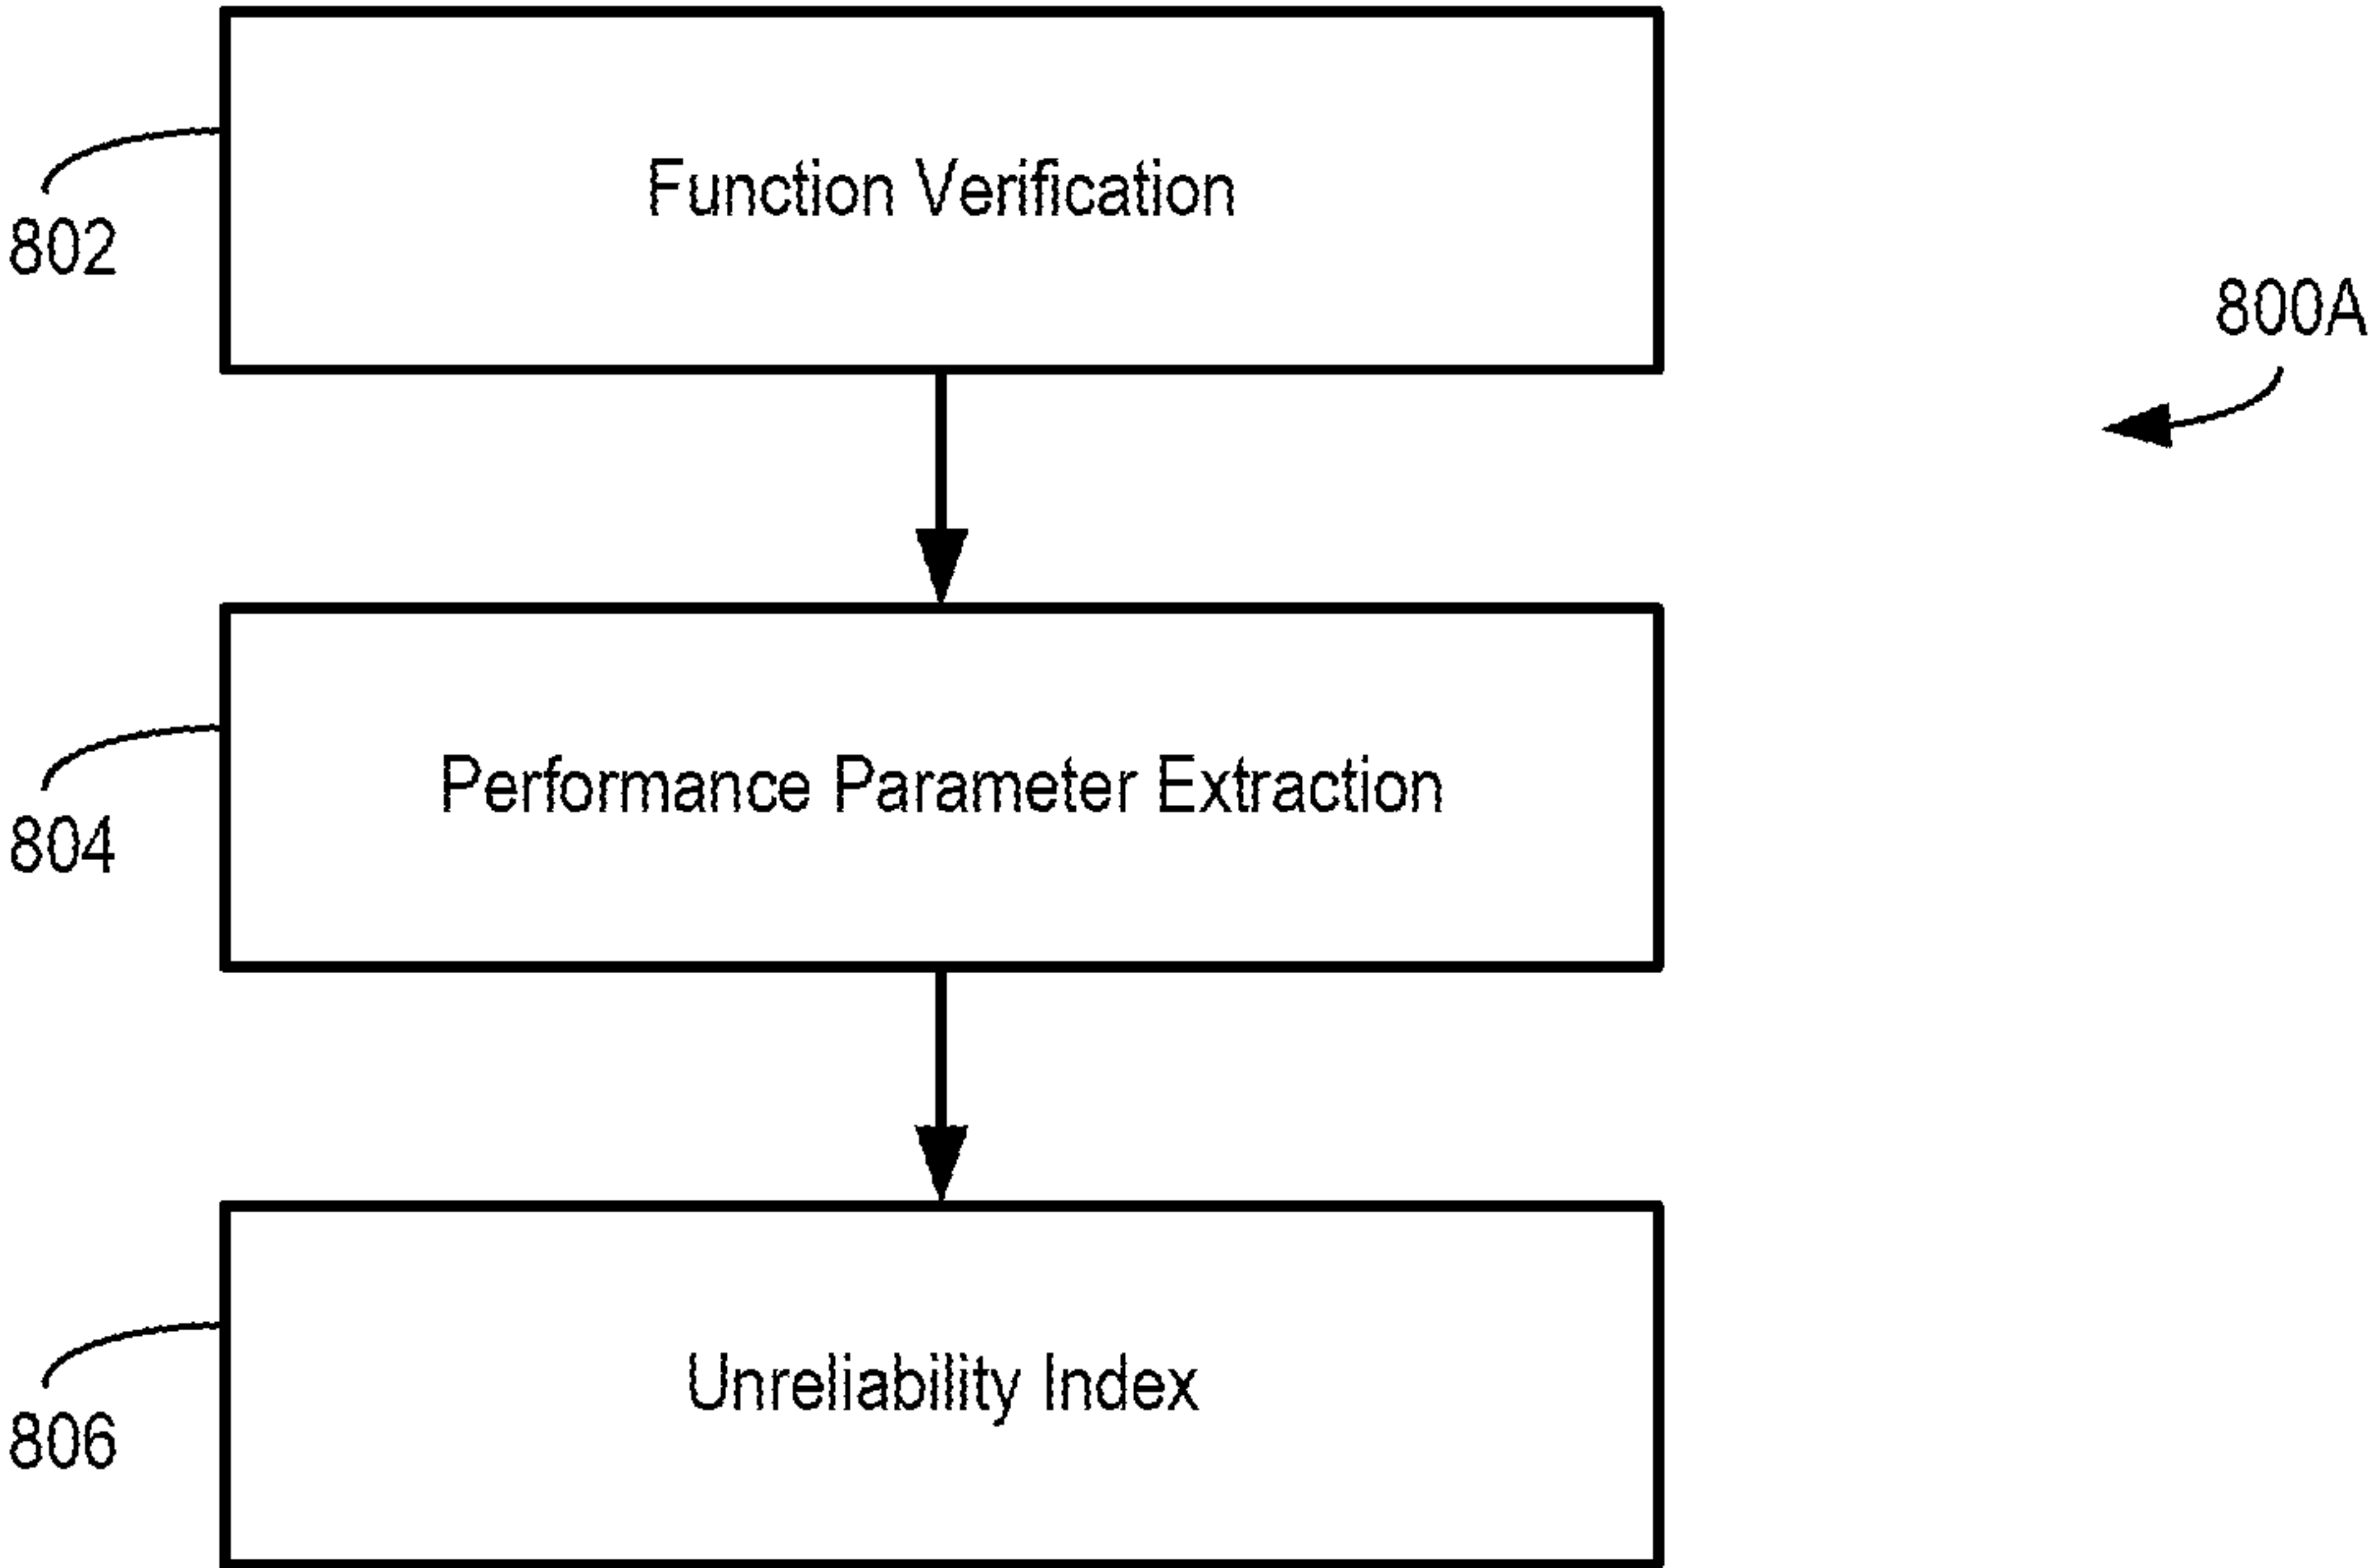 Function Verification
802
800A
Performance Parameter Extraction
804
Unreliability Index
806